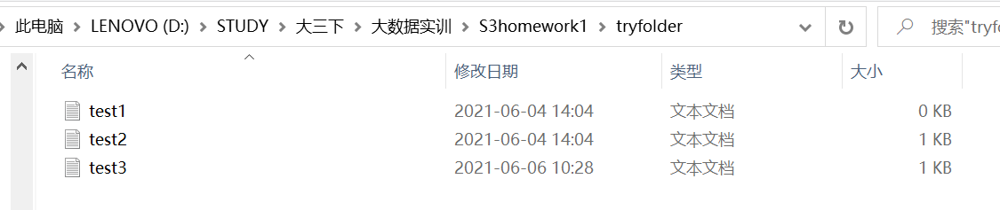 此电脑 LENOVO (D:) STUDY 大三下 大数据实训 S3homework1 tryfolder 搜索"tryf
名称 修改日期 类型 大小
test1 2021-06-04 14:04 文本文档 0 KB
test2 2021-06-04 14:04 文本文档 1 KB
test3 2021-06-06 10:28 文本文档 1 KB